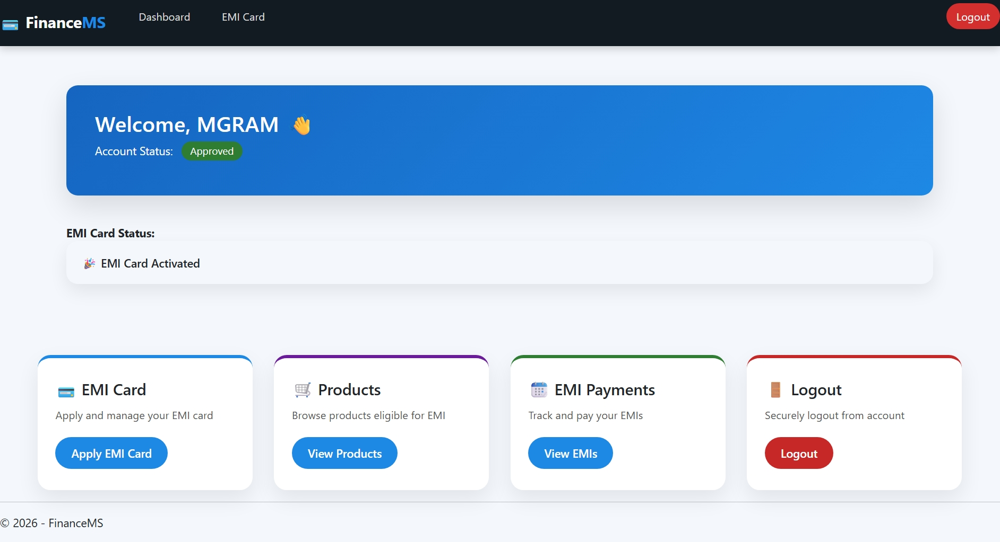 FinanceMS
Dashboard
EMI Card
Logout
Welcome, MGRAM
Account Status: Approved
EMI Card Status:
EMI Card Activated
EMI Card
Apply and manage your EMI card
Apply EMI Card
Products
Browse products eligible for EMI
View Products
EMI Payments
Track and pay your EMIs
View EMIs
Logout
Securely logout from account
Logout
© 2026 - FinanceMS